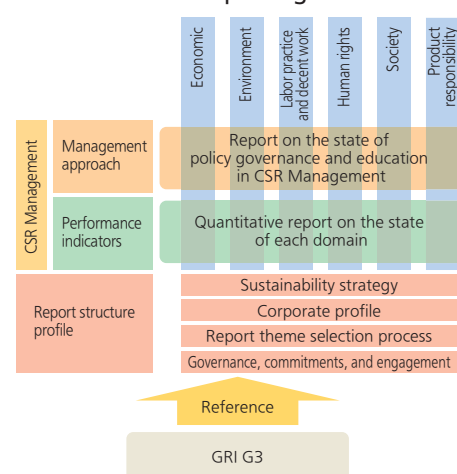 Economic
Environment
Labor practice
and decent work
Human rights
Society
Product
responsibility
CSR Management
Management
approach
Report on the state of
policy governance and education
in CSR Management
Performance
indicators
Quantitative report on the state
of each domain
Report structure
profile
Sustainability strategy
Corporate profile
Report theme selection process
Governance, commitments, and engagement
Reference
GRI G3